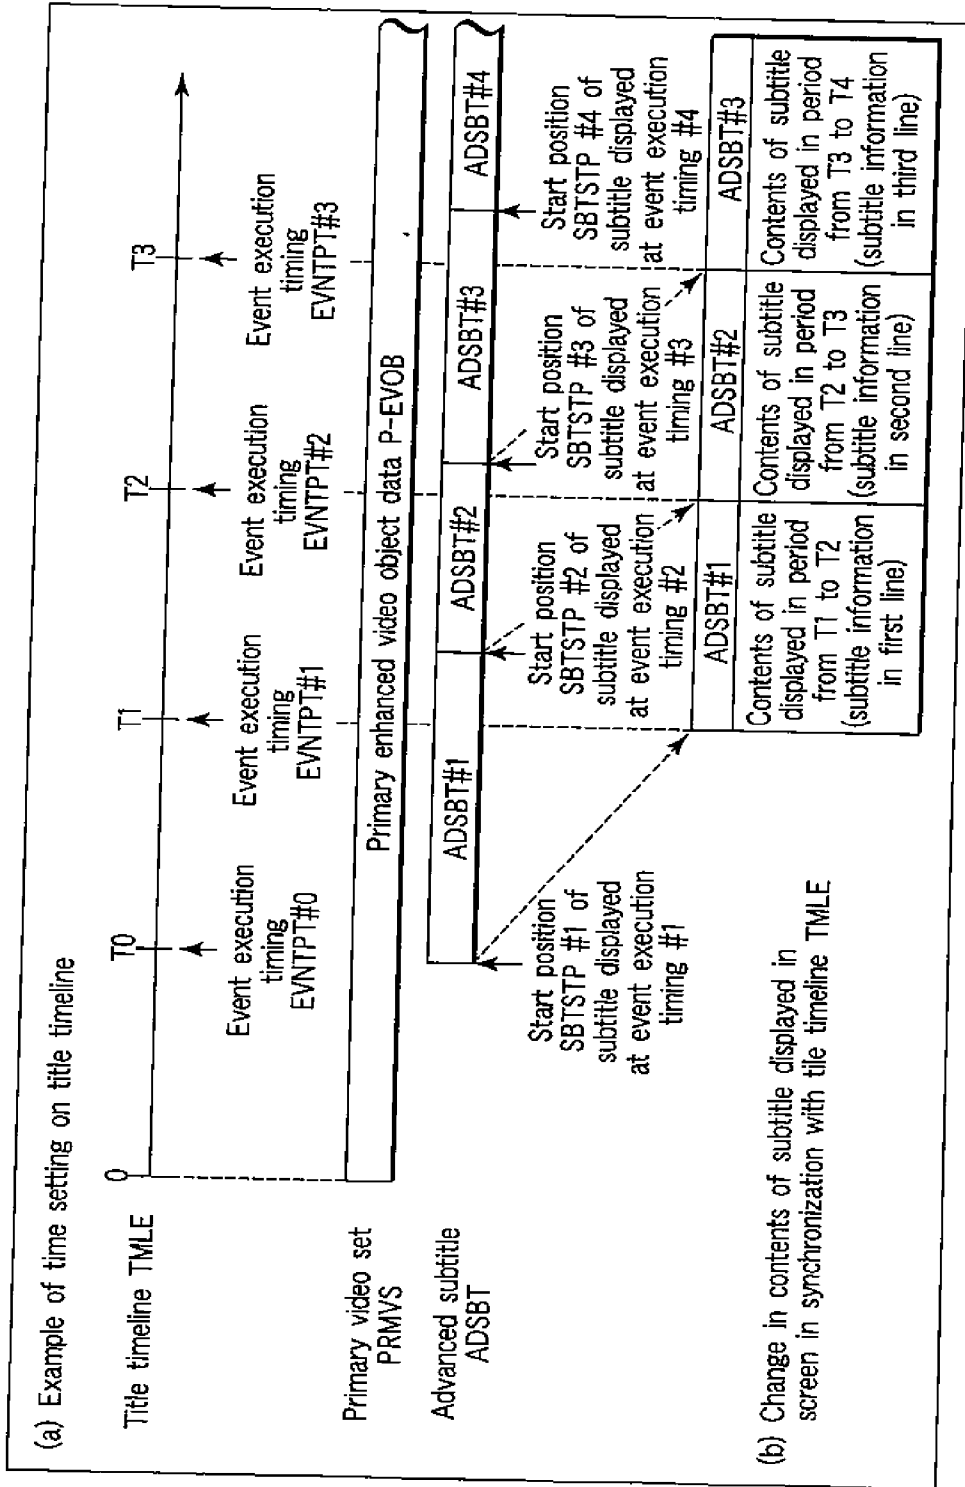 (a) Example of time setting on title timeline
Title timeline TMLE
0
T0
T1
T2
T3
Event execution
timing
EVNTPT#0
Event execution
timing
EVNTPT#1
Event execution
timing
EVNTPT#2
Event execution
timing
EVNTPT#3
Primary video set
PRMVS
Primary enhanced video object data P-EVOB
Advanced subtitle
ADSBT
ADSBT#1
ADSBT#2
ADSBT#3
ADSBT#4
Start position
SBTSTP #1 of
subtitle displayed
at event execution
timing #1
Start position
SBTSTP #2 of
subtitle displayed
at event execution
timing #2
Start position
SBTSTP #3 of
subtitle displayed
at event execution
timing #3
Start position
SBTSTP #4 of
subtitle displayed
at event execution
timing #4
(b) Change in contents of subtitle displayed in
screen in synchronization with tile timeline TMLE
ADSBT#1
Contents of subtitle
displayed in period
from T1 to T2
(subtitle information
in first line)
ADSBT#2
Contents of subtitle
displayed in period
from T2 to T3
(subtitle information
in second line)
ADSBT#3
Contents of subtitle
displayed in period
from T3 to T4
(subtitle information
in third line)